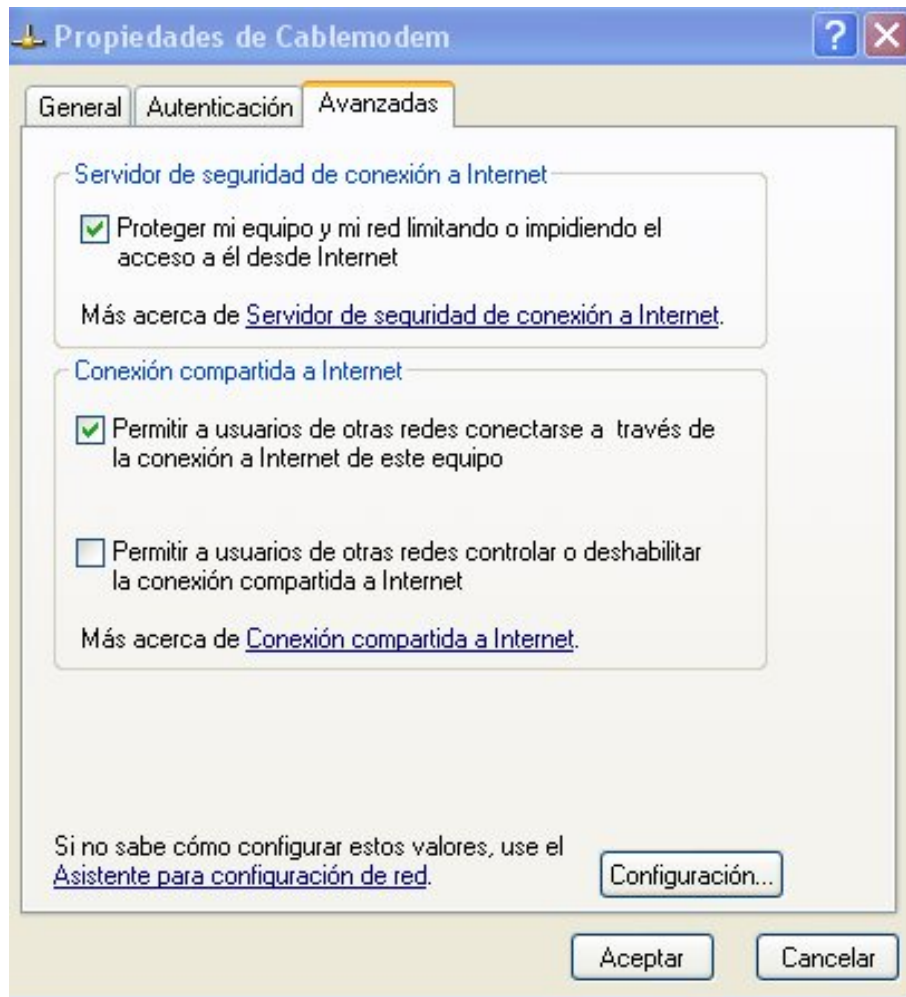 Propiedades de Cablemodem
General Autenticación Avanzadas
Servidor de seguridad de conexión a Internet
Proteger mi equipo y mi red limitando o impidiendo el
acceso a él desde Internet
Más acerca de Servidor de seguridad de conexión a Internet.
Conexión compartida a Internet
Permitir a usuarios de otras redes conectarse a través de
la conexión a Internet de este equipo
Permitir a usuarios de otras redes controlar o deshabilitar
la conexión compartida a Internet
Más acerca de Conexión compartida a Internet.
Si no sabe cómo configurar estos valores, use el
Asistente para configuración de red.
Configuración...
Aceptar Cancelar